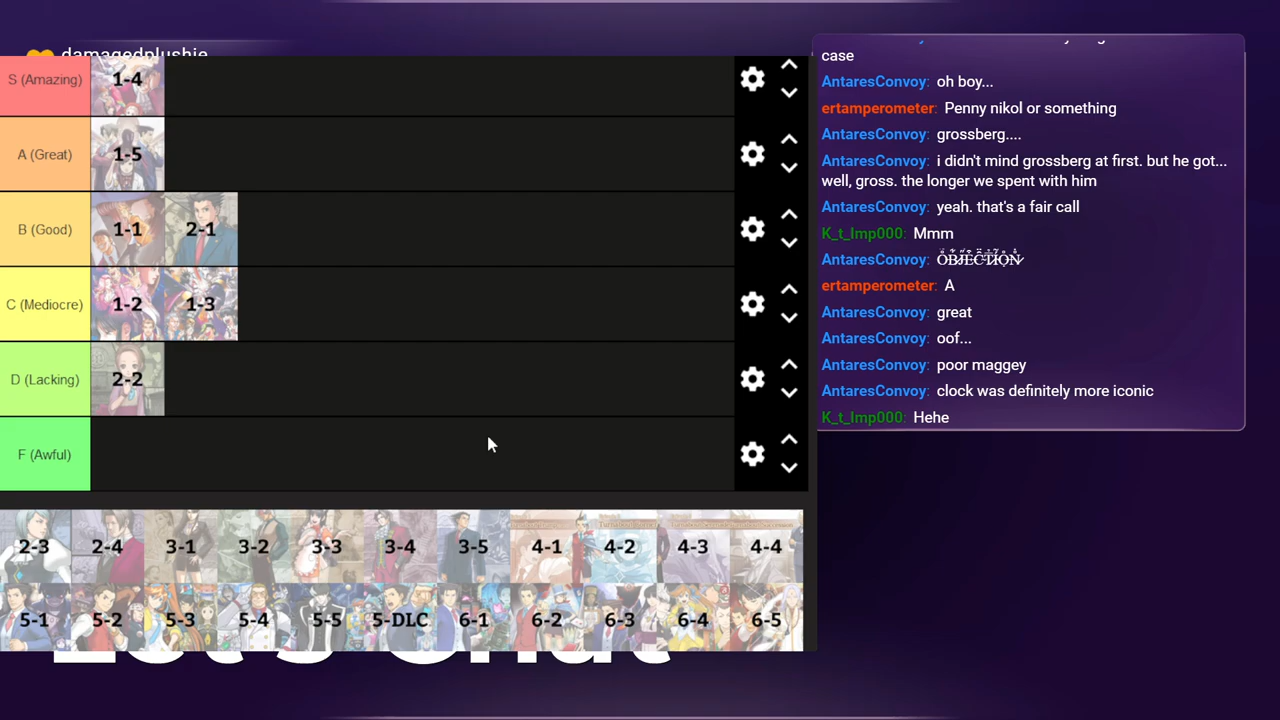 damagedplushie
S (Amazing) 1-4
A (Great) 1-5
B (Good) 1-1 2-1
C (Mediocre) 1-2 1-3
D (Lacking) 2-2
F (Awful)
2-3 2-4 3-1 3-2 3-3 3-4 3-5 4-1 4-2 4-3 4-4
5-1 5-2 5-3 5-4 5-5 5-DLC 6-1 6-2 6-3 6-4 6-5
Let's Chat
case
AntaresConvoy: oh boy...
ertamperometer: Penny nikol or something
AntaresConvoy: grossberg....
AntaresConvoy: i didn't mind grossberg at first. but he got...
well, gross. the longer we spent with him
AntaresConvoy: yeah. that's a fair call
K_t_Imp000: Mmm
AntaresConvoy: OBJECTION
ertamperometer: A
AntaresConvoy: great
AntaresConvoy: oof...
AntaresConvoy: poor maggey
AntaresConvoy: clock was definitely more iconic
K_t_Imp000: Hehe